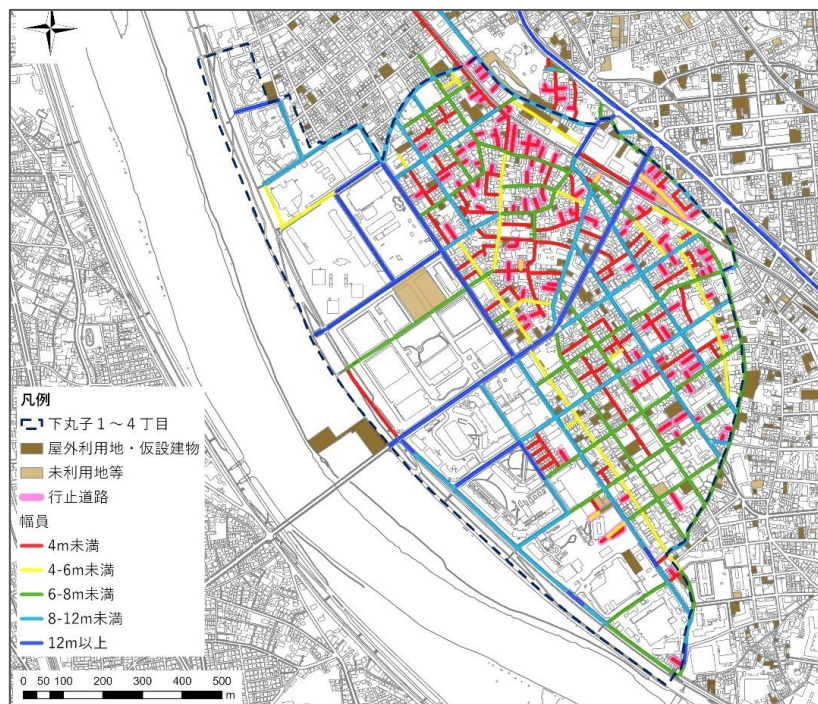 凡例
下丸子1～4丁目
屋外利用地・仮設建物
未利用地等
行止道路
幅員
4m未満
4-6m未満
6-8m未満
8-12m未満
12m以上
0 50 100 200 300 400 500
m